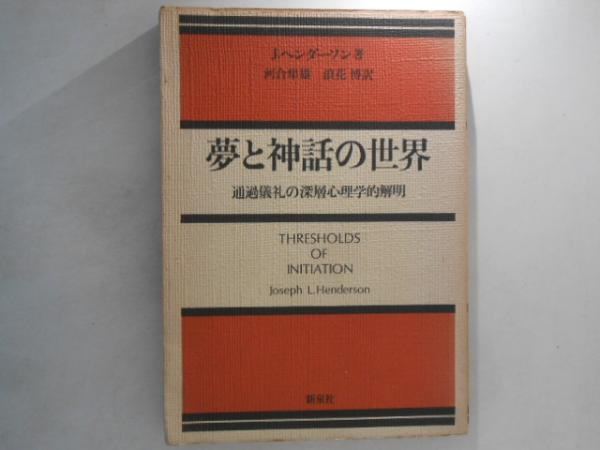 J.ヘンダーソン著
河合隼雄 浪花 博訳
夢と神話の世界
通過儀礼の深層心理学的解明
THRESHOLDS
OF
INITIATION
Joseph L.Henderson
新泉社